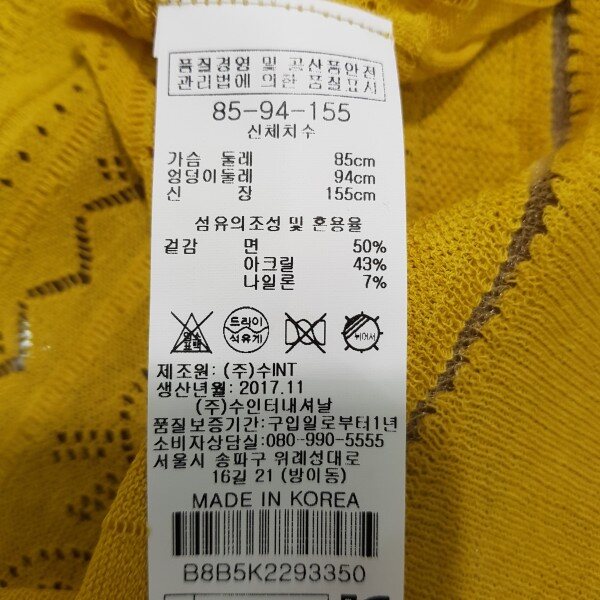 품질경영 및 공산품안전
관리법에 의한 품질표시
85-94-155
신체치수
가슴 둘레 85cm
엉덩이둘레 94cm
신 장 155cm
섬유의조성 및 혼용율
겉감 면 50%
아크릴 43%
나일론 7%
드라이
석유계
뉘어서
제조원: (주)수INT
생산년월: 2017.11
(주)수인터내셔날
품질보증기간:구입일로부터1년
소비자상담실:080-990-5555
서울시 송파구 위례성대로
16길 21 (방이동)
MADE IN KOREA
B8B5K2293350